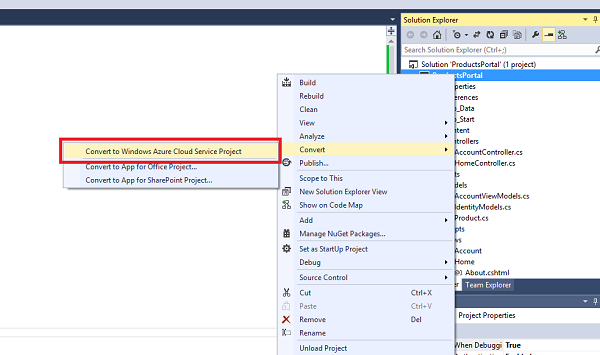 Solution Explorer
Search Solution Explorer (Ctrl+;)
Solution 'ProductsPortal' (1 project)
ProductsPortal
Build
Rebuild
Clean
View
Analyze
Convert
Publish...
Scope to This
New Solution Explorer View
Show on Code Map
Add
Manage NuGet Packages...
Set as StartUp Project
Debug
Source Control
Cut Ctrl+X
Paste Ctrl+V
Remove Del
Rename
Unload Project
Convert to Windows Azure Cloud Service Project
Convert to App for Office Project...
Convert to App for SharePoint Project...
operties
_Data
_Start
ntent
ntrollers
AccountController.cs
HomeController.cs
AccountViewModels.cs
IdentityModels.cs
Product.cs
ipts
ws
Account
Home
About.cshtml
er
Team Explorer
Project Properties
When Debuggi True